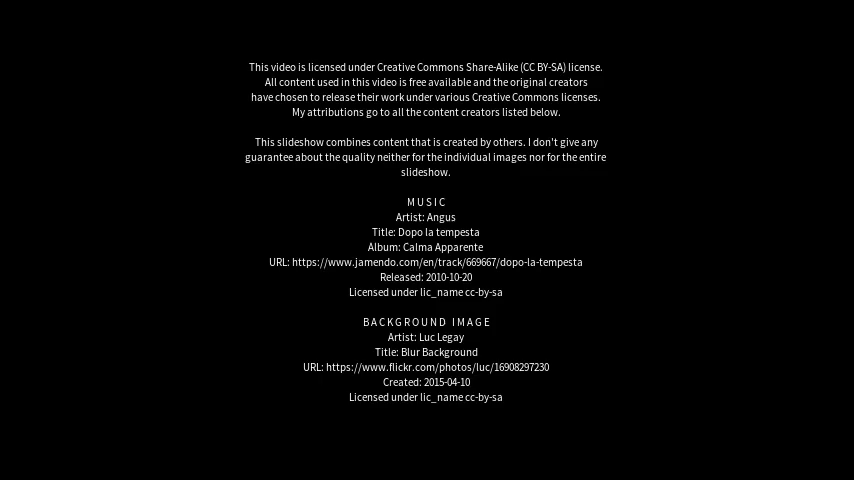 This video is licensed under Creative Commons Share-Alike (CC BY-SA) license.
All content used in this video is free available and the original creators
have chosen to release their work under various Creative Commons licenses.
My attributions go to all the content creators listed below.
This slideshow combines content that is created by others. I don't give any
guarantee about the quality neither for the individual images nor for the entire
slideshow.
MUSIC
Artist: Angus
Title: Dopo la tempesta
Album: Calma Apparente
URL: https://www.jamendo.com/en/track/669667/dopo-la-tempesta
Released: 2010-10-20
Licensed under lic_name cc-by-sa
BACKGROUND IMAGE
Artist: Luc Legay
Title: Blur Background
URL: https://www.flickr.com/photos/luc/16908297230
Created: 2015-04-10
Licensed under lic_name cc-by-sa